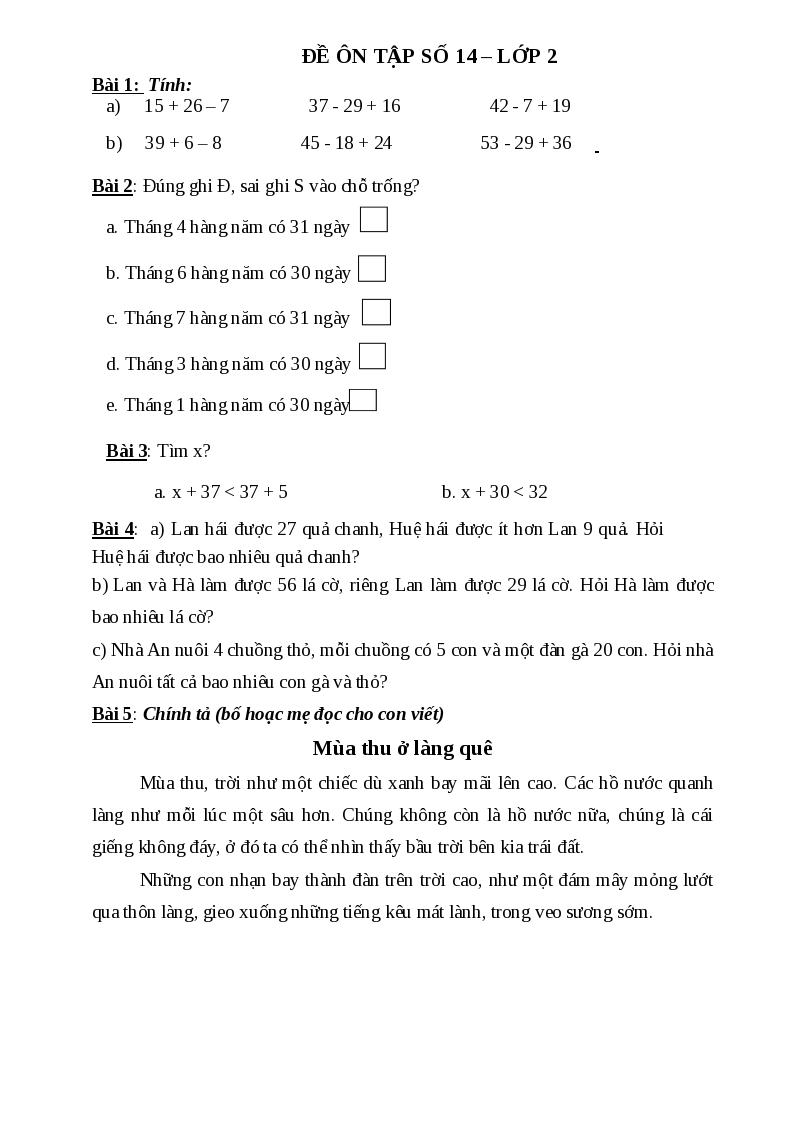 ĐỀ ÔN TẬP SỐ 14 – LỚP 2
Bài 1: Tính:
a) 15 + 26 – 7 37 - 29 + 16 42 - 7 + 19
b) 39 + 6 – 8 45 - 18 + 24 53 - 29 + 36
Bài 2: Đúng ghi Đ, sai ghi S vào chỗ trống?
a. Tháng 4 hàng năm có 31 ngày
b. Tháng 6 hàng năm có 30 ngày
c. Tháng 7 hàng năm có 31 ngày
d. Tháng 3 hàng năm có 30 ngày
e. Tháng 1 hàng năm có 30 ngày
Bài 3: Tìm x?
a. x + 37 < 37 + 5 b. x + 30 < 32
Bài 4: a) Lan hái được 27 quả chanh, Huệ hái được ít hơn Lan 9 quả. Hỏi
Huệ hái được bao nhiêu quả chanh?
b) Lan và Hà làm được 56 lá cờ, riêng Lan làm được 29 lá cờ. Hỏi Hà làm được
bao nhiêu lá cờ?
c) Nhà An nuôi 4 chuồng thỏ, mỗi chuồng có 5 con và một đàn gà 20 con. Hỏi nhà
An nuôi tất cả bao nhiêu con gà và thỏ?
Bài 5: Chính tả (bố hoặc mẹ đọc cho con viết)
Mùa thu ở làng quê
Mùa thu, trời như một chiếc dù xanh bay mãi lên cao. Các hồ nước quanh
làng như mỗi lúc một sâu hơn. Chúng không còn là hồ nước nữa, chúng là cái
giếng không đáy, ở đó ta có thể nhìn thấy bầu trời bên kia trái đất.
Những con nhạn bay thành đàn trên trời cao, như một đám mây mỏng lướt
qua thôn làng, gieo xuống những tiếng kêu mát lành, trong veo sương sớm.